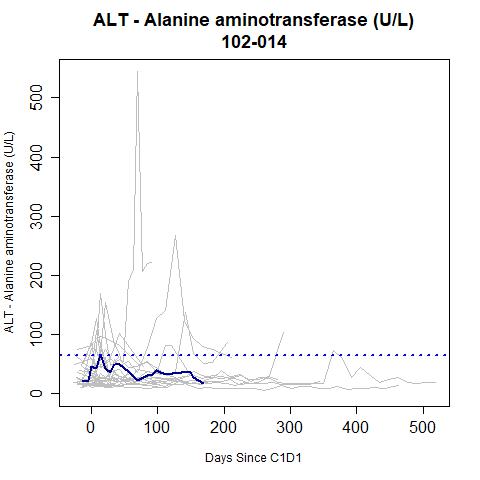 ALT - Alanine aminotransferase (U/L)
102-014
ALT - Alanine aminotransferase (U/L)
500
400
300
200
100
0
0 100 200 300 400 500
Days Since C1D1